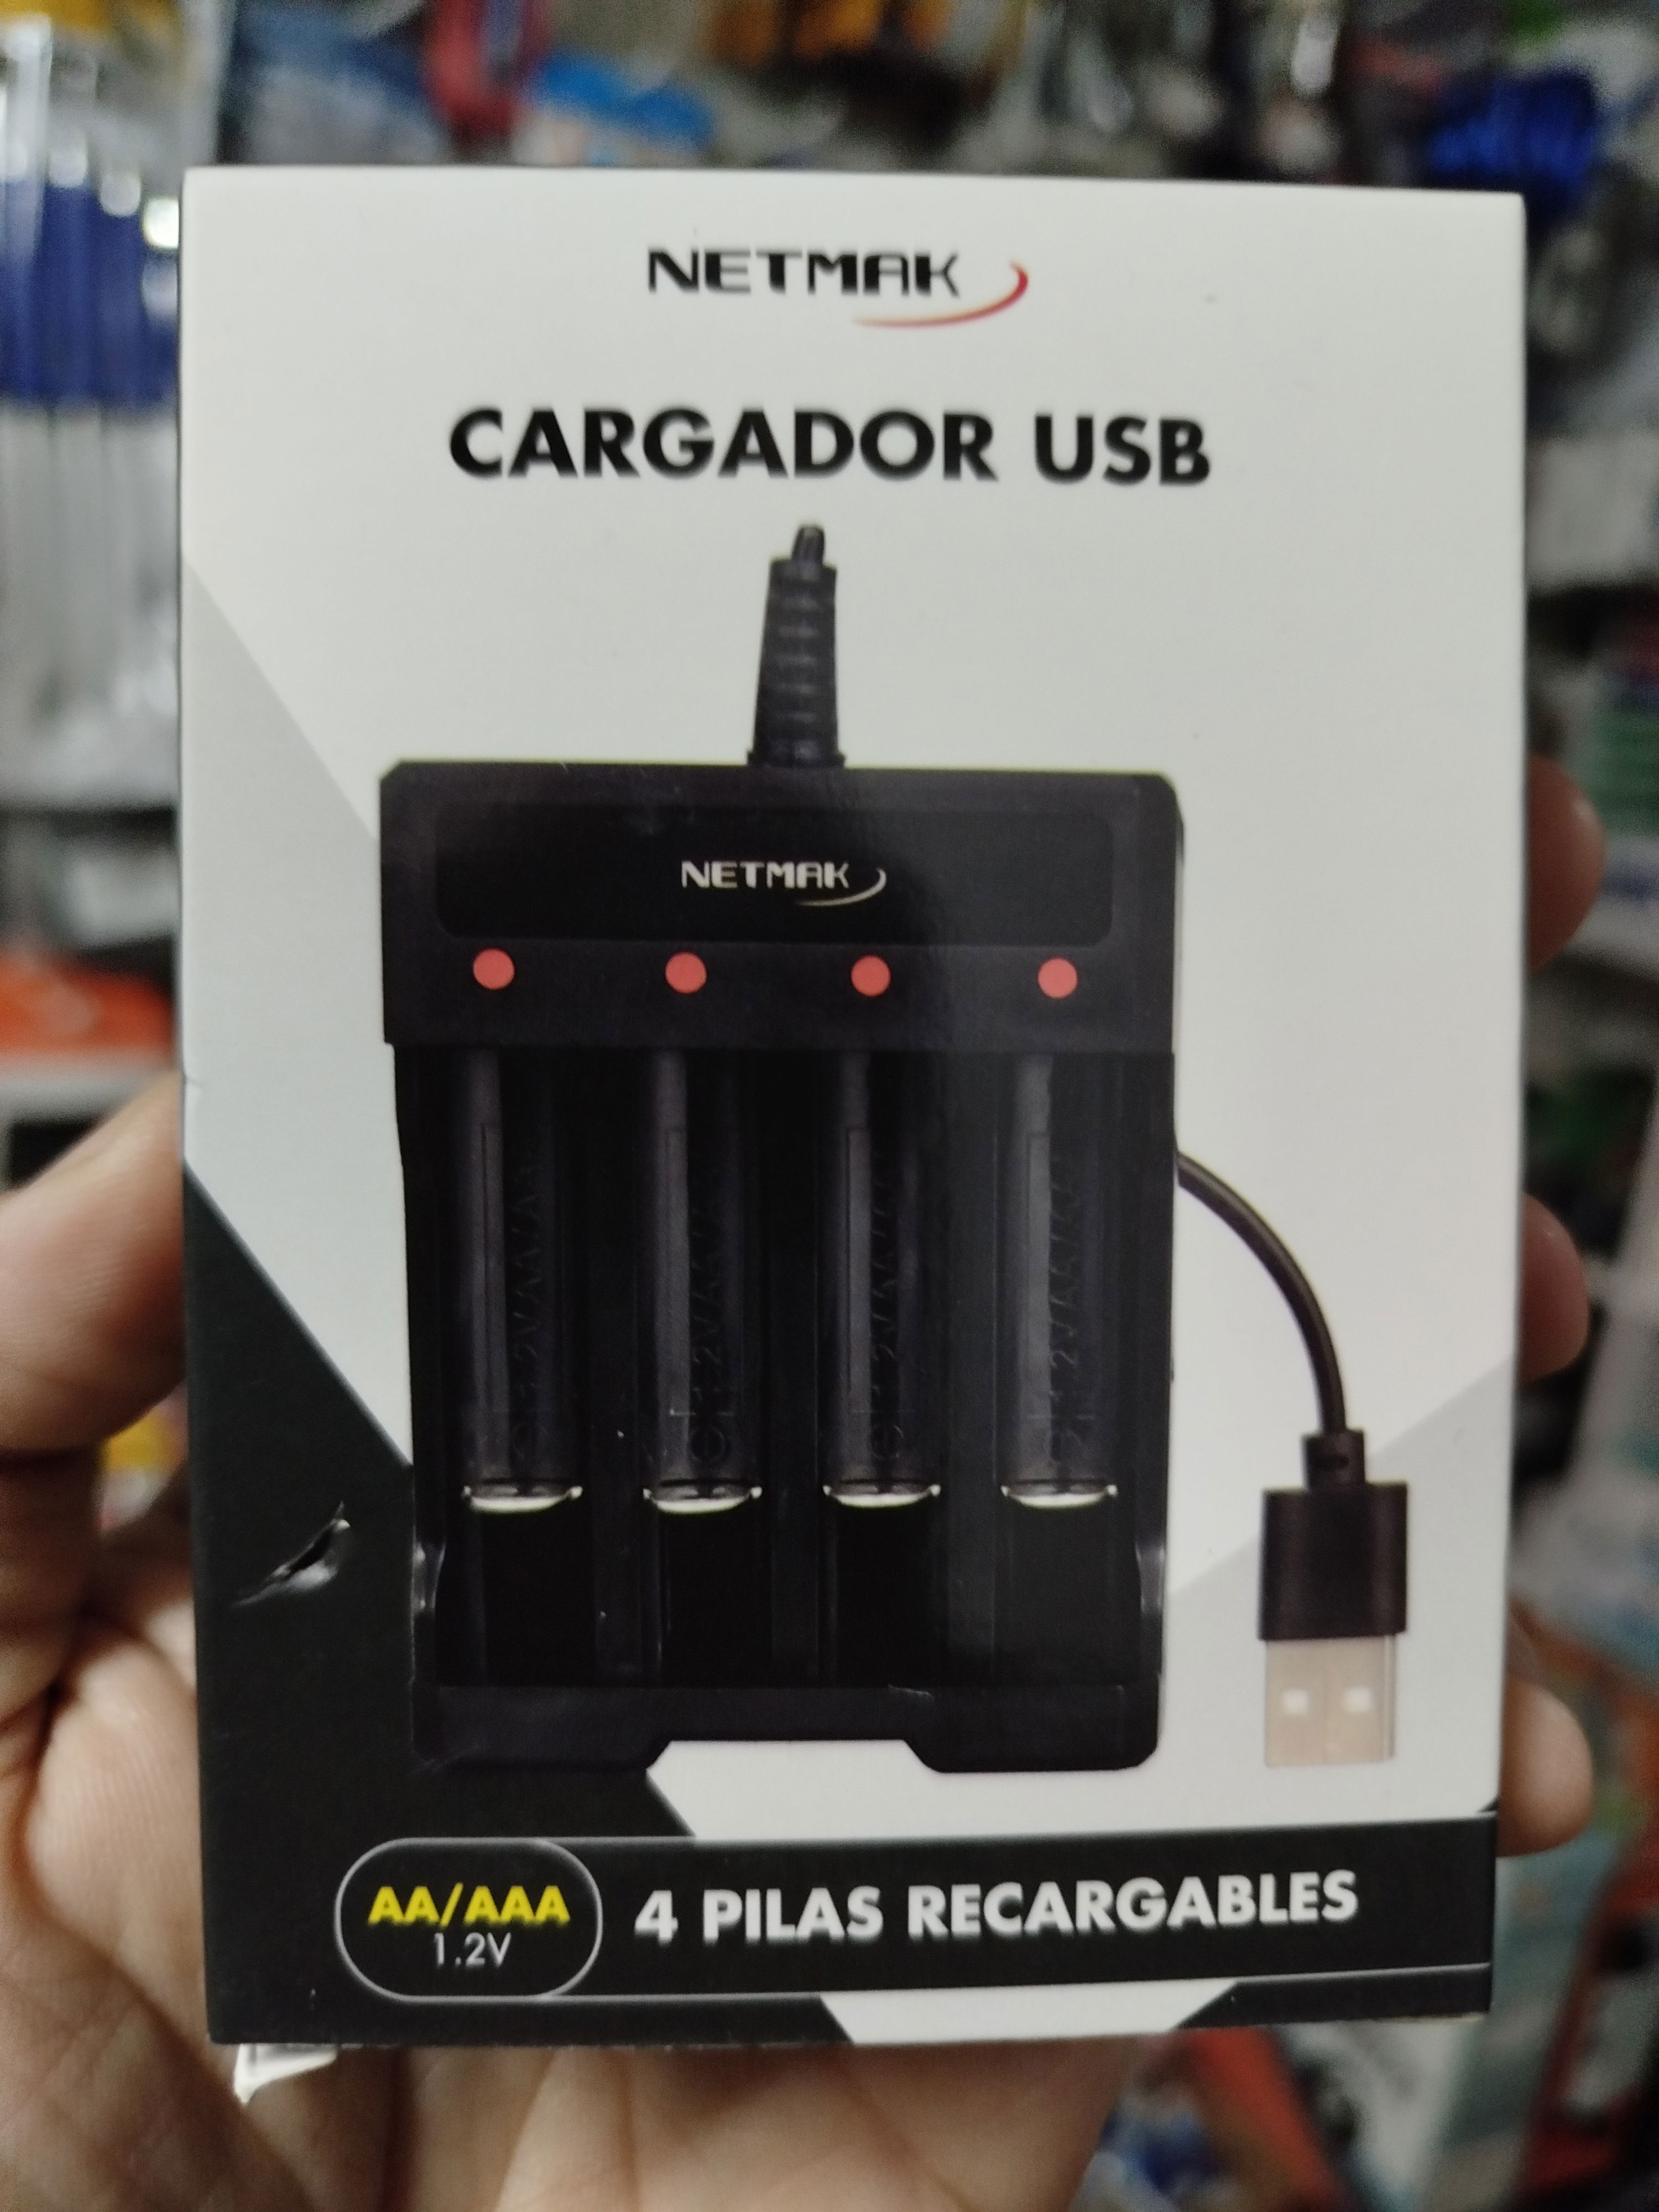 NETMAK
CARGADOR USB
NETMAK
AA/AAA
1.2V
4 PILAS RECARGABLES